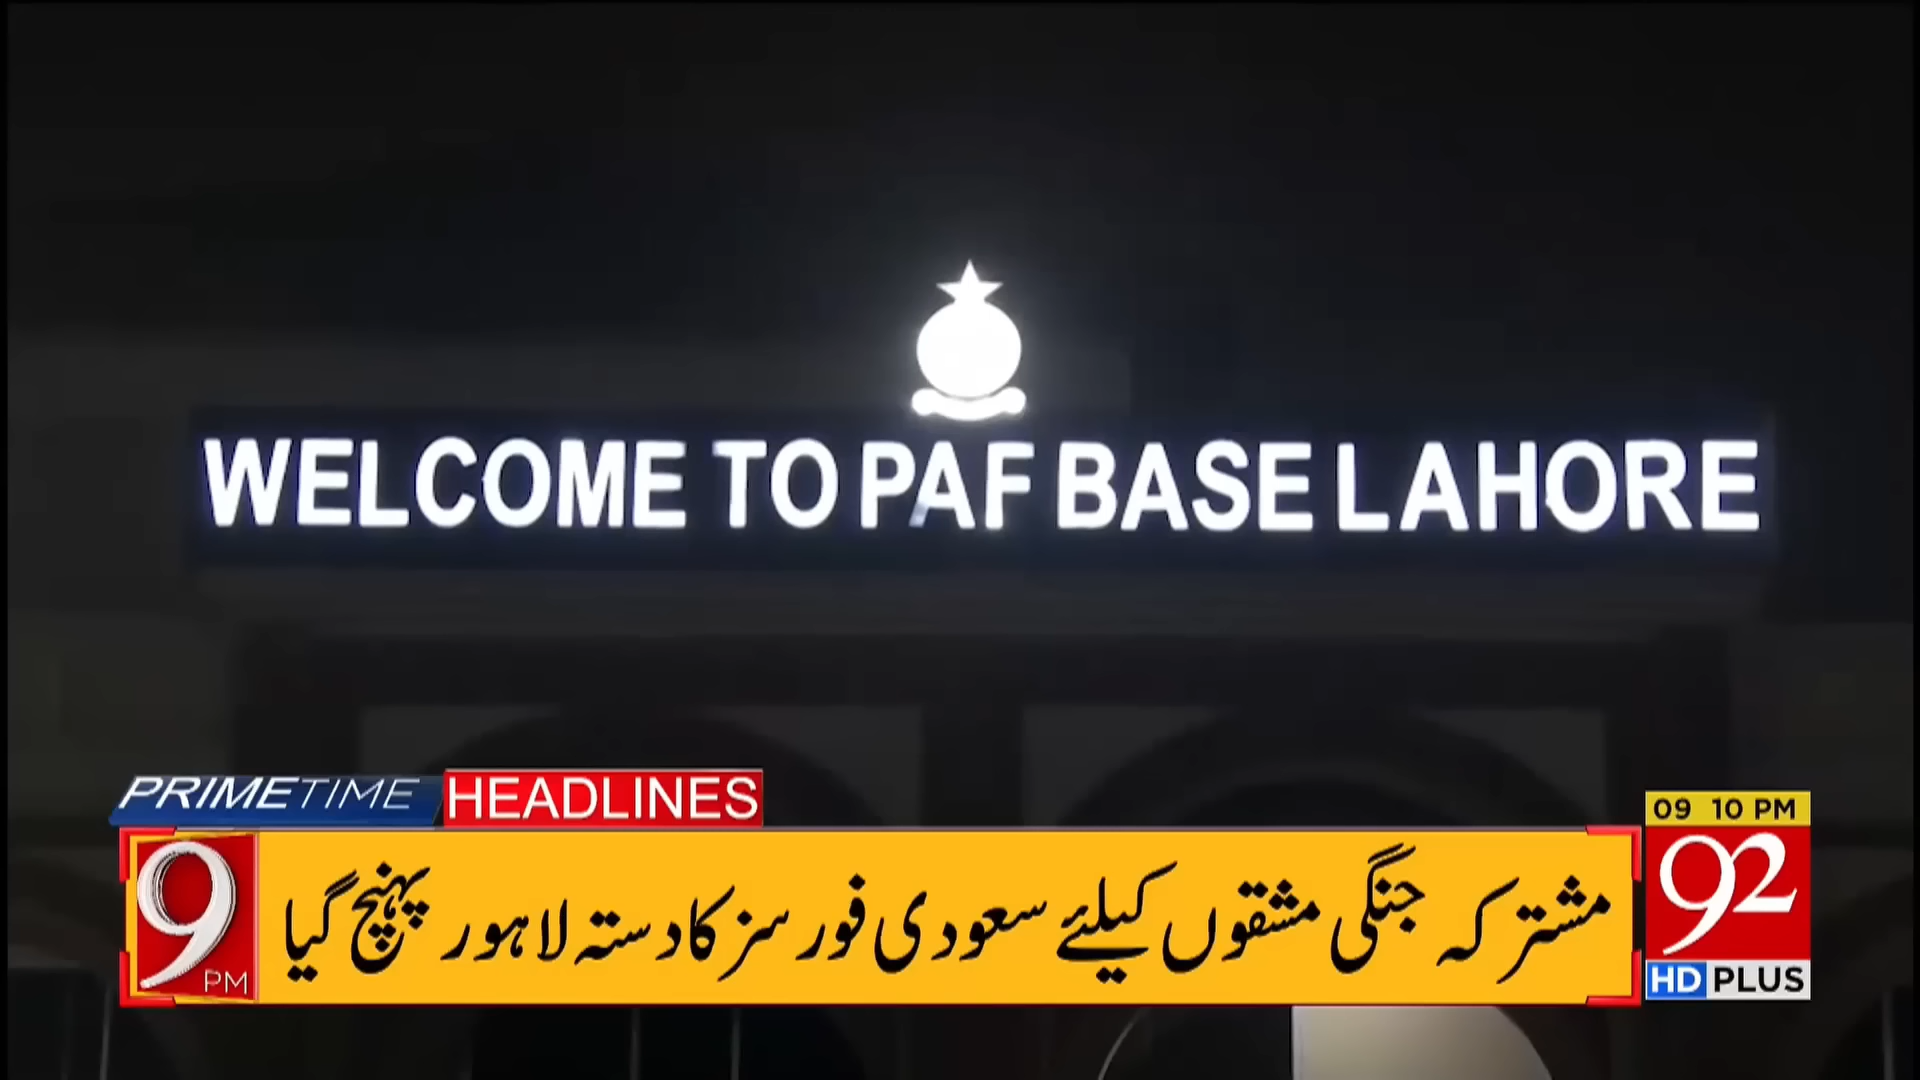 WELCOME TO PAF BASE LAHORE
PRIMETIME HEADLINES
09 10 PM
9 PM
مشترکہ جنگی مشقوں کیلئے سعودی فورسز کا دستہ لاہور پہنچ گیا
92
HD PLUS